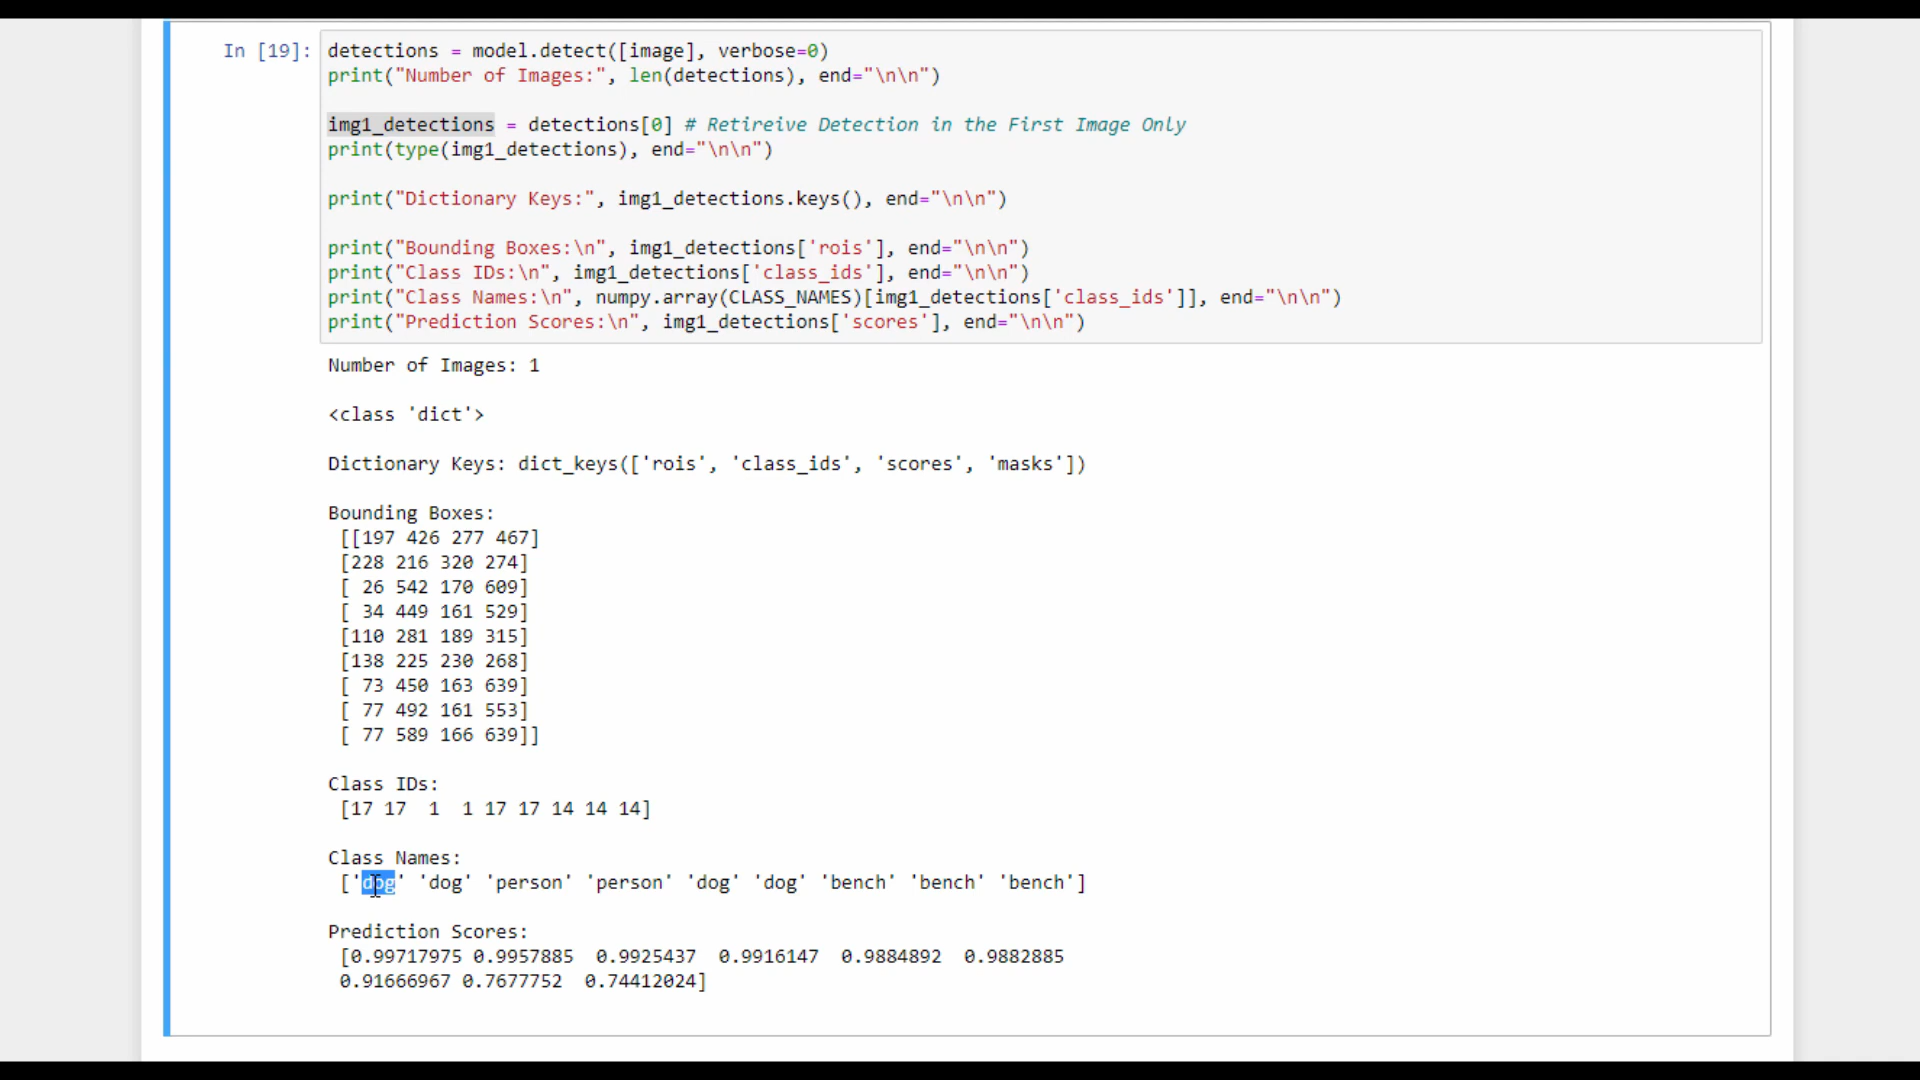 In [19]:
detections = model.detect([image], verbose=0)
print("Number of Images:", len(detections), end="\n\n")
img1_detections = detections[0] # Retireive Detection in the First Image Only
print(type(img1_detections), end="\n\n")
print("Dictionary Keys:", img1_detections.keys(), end="\n\n")
print("Bounding Boxes:\n", img1_detections['rois'], end="\n\n")
print("Class IDs:\n", img1_detections['class_ids'], end="\n\n")
print("Class Names:\n", numpy.array(CLASS_NAMES)[img1_detections['class_ids']], end="\n\n")
print("Prediction Scores:\n", img1_detections['scores'], end="\n\n")
Number of Images: 1
<class 'dict'>
Dictionary Keys: dict_keys(['rois', 'class_ids', 'scores', 'masks'])
Bounding Boxes:
[[197 426 277 467]
[228 216 320 274]
[ 26 542 170 609]
[ 34 449 161 529]
[110 281 189 315]
[138 225 230 268]
[ 73 450 163 639]
[ 77 492 161 553]
[ 77 589 166 639]]
Class IDs:
[17 17  1  1 17 17 14 14 14]
Class Names:
['dog' 'dog' 'person' 'person' 'dog' 'dog' 'bench' 'bench' 'bench']
Prediction Scores:
[0.99717975 0.9957885  0.9925437  0.9916147  0.9884892  0.9882885
0.91666967 0.7677752  0.74412024]